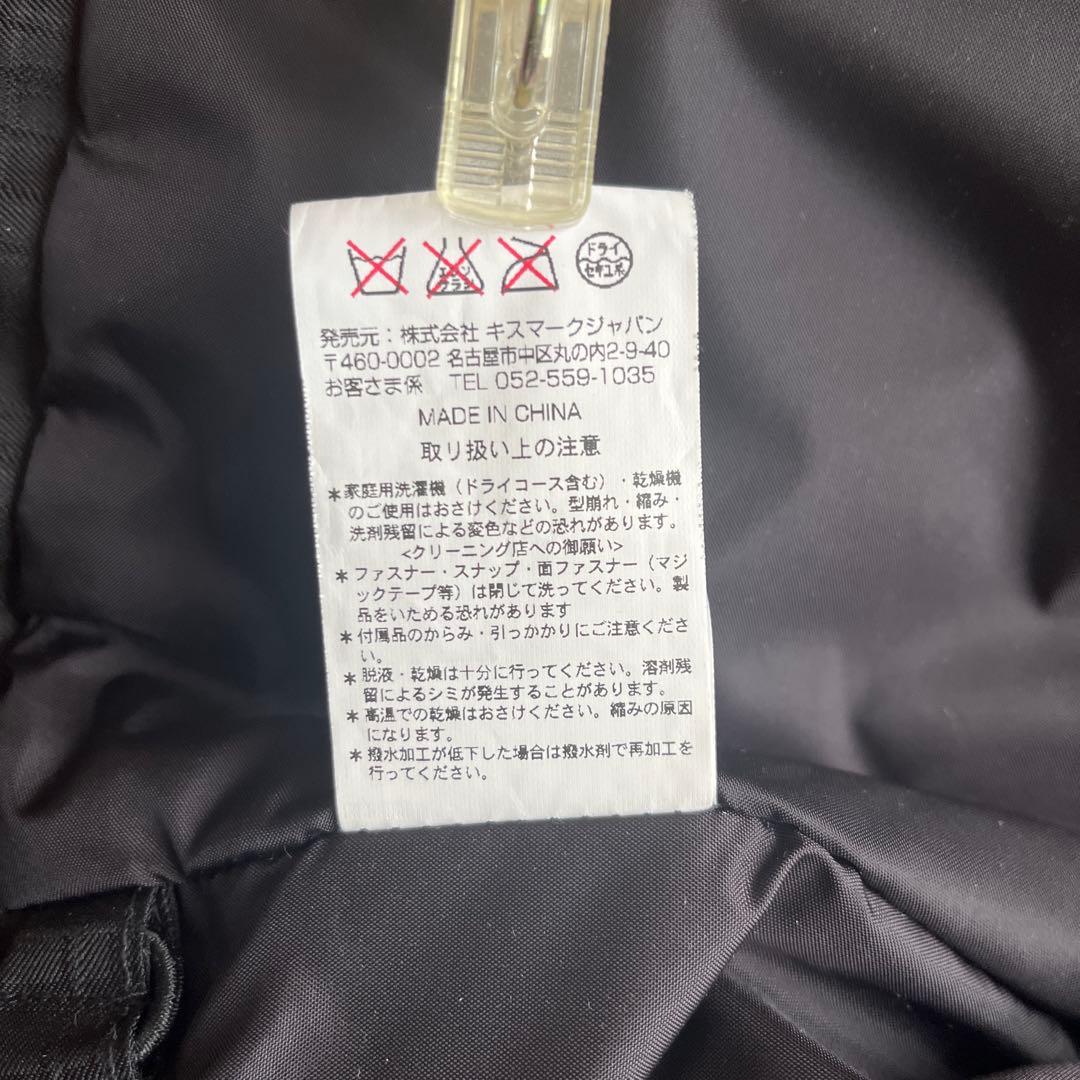 エンソ サラシ ドライ
セキユ系
発売元:株式会社 キスマークジャパン
〒460-0002 名古屋市中区丸の内2-9-40
お客さま係 TEL 052-559-1035
MADE IN CHINA
取り扱い上の注意
*家庭用洗濯機(ドライコース含む)・乾燥機
のご使用はおさけください。型崩れ・縮み・
洗剤残留による変色などの恐れがあります。
<クリーニング店への御願い>
*ファスナー・スナップ・面ファスナー(マジ
ックテープ等)は閉じて洗ってください。製
品をいためる恐れがあります
*付属品のからみ・引っかかりにご注意くださ
い。
*脱液・乾燥は十分に行ってください。溶剤残
留によるシミが発生することがあります。
*高温での乾燥はおさけください。縮みの原因
になります。
*撥水加工が低下した場合は撥水剤で再加工を
行ってください。